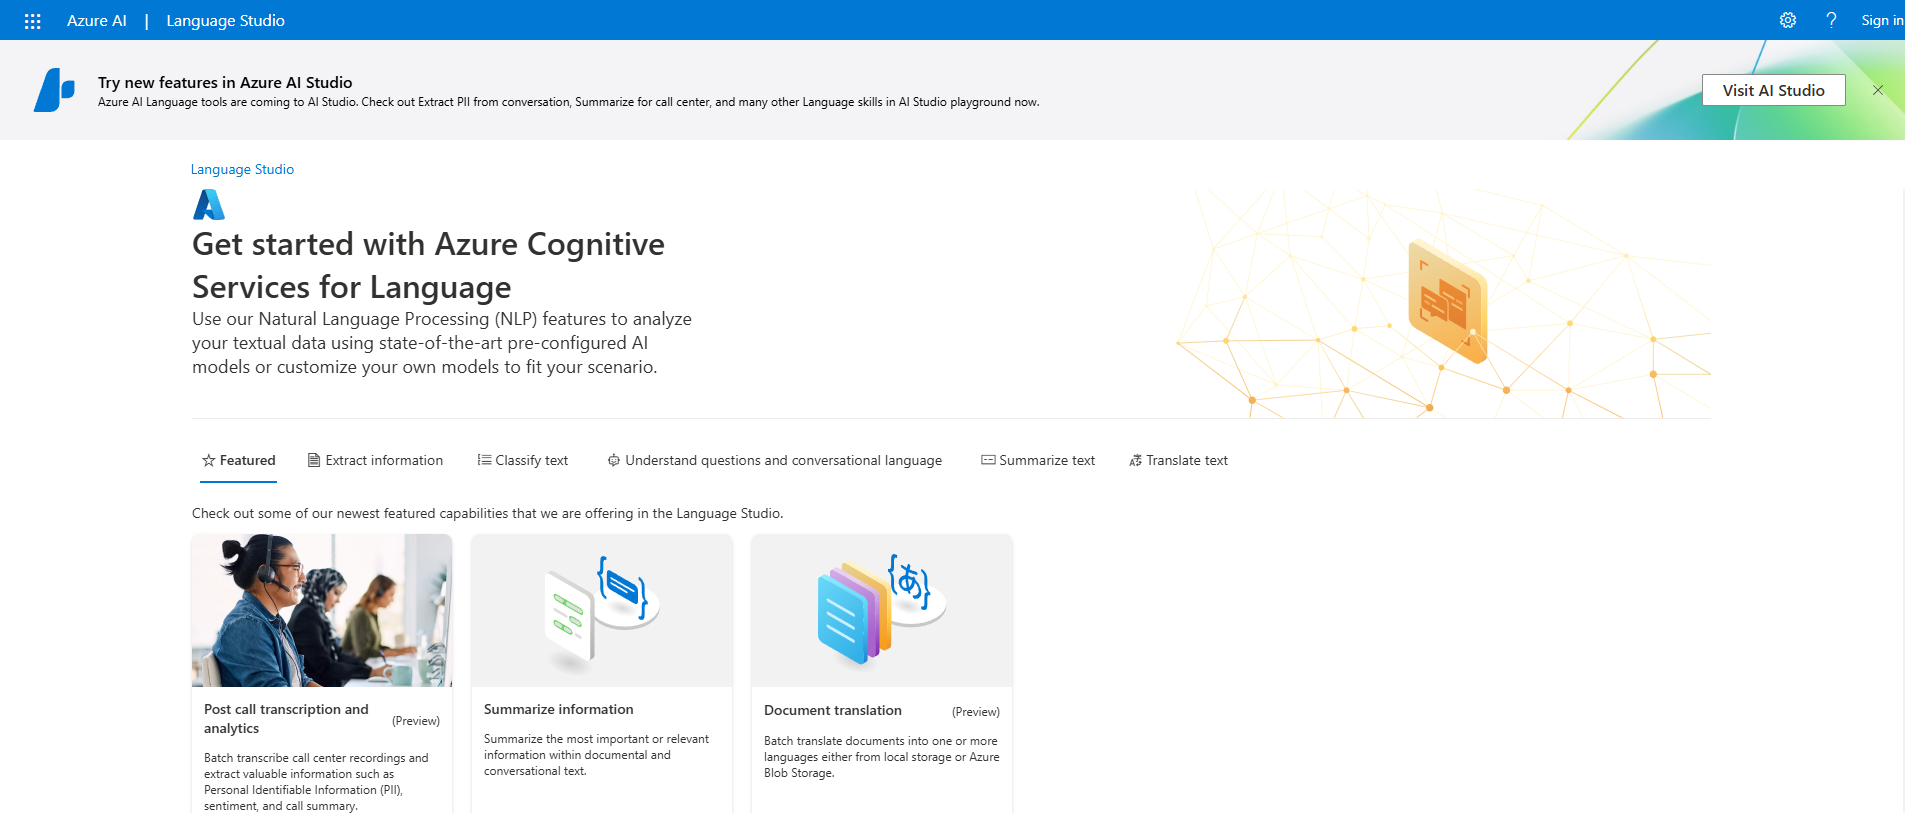 Azure AI | Language Studio
? Sign in
Try new features in Azure AI Studio
Azure AI Language tools are coming to AI Studio. Check out Extract PII from conversation, Summarize for call center, and many other Language skills in AI Studio playground now.
Visit AI Studio
Language Studio
Get started with Azure Cognitive
Services for Language
Use our Natural Language Processing (NLP) features to analyze
your textual data using state-of-the-art pre-configured AI
models or customize your own models to fit your scenario.
Featured Extract information Classify text Understand questions and conversational language Summarize text Translate text
Check out some of our newest featured capabilities that we are offering in the Language Studio.
{あ}
Post call transcription and
analytics
(Preview)
Batch transcribe call center recordings and
extract valuable information such as
Personal Identifiable Information (PII),
sentiment, and call summary.
Summarize information
Summarize the most important or relevant
information within documental and
conversational text.
Document translation (Preview)
Batch translate documents into one or more
languages either from local storage or Azure
Blob Storage.